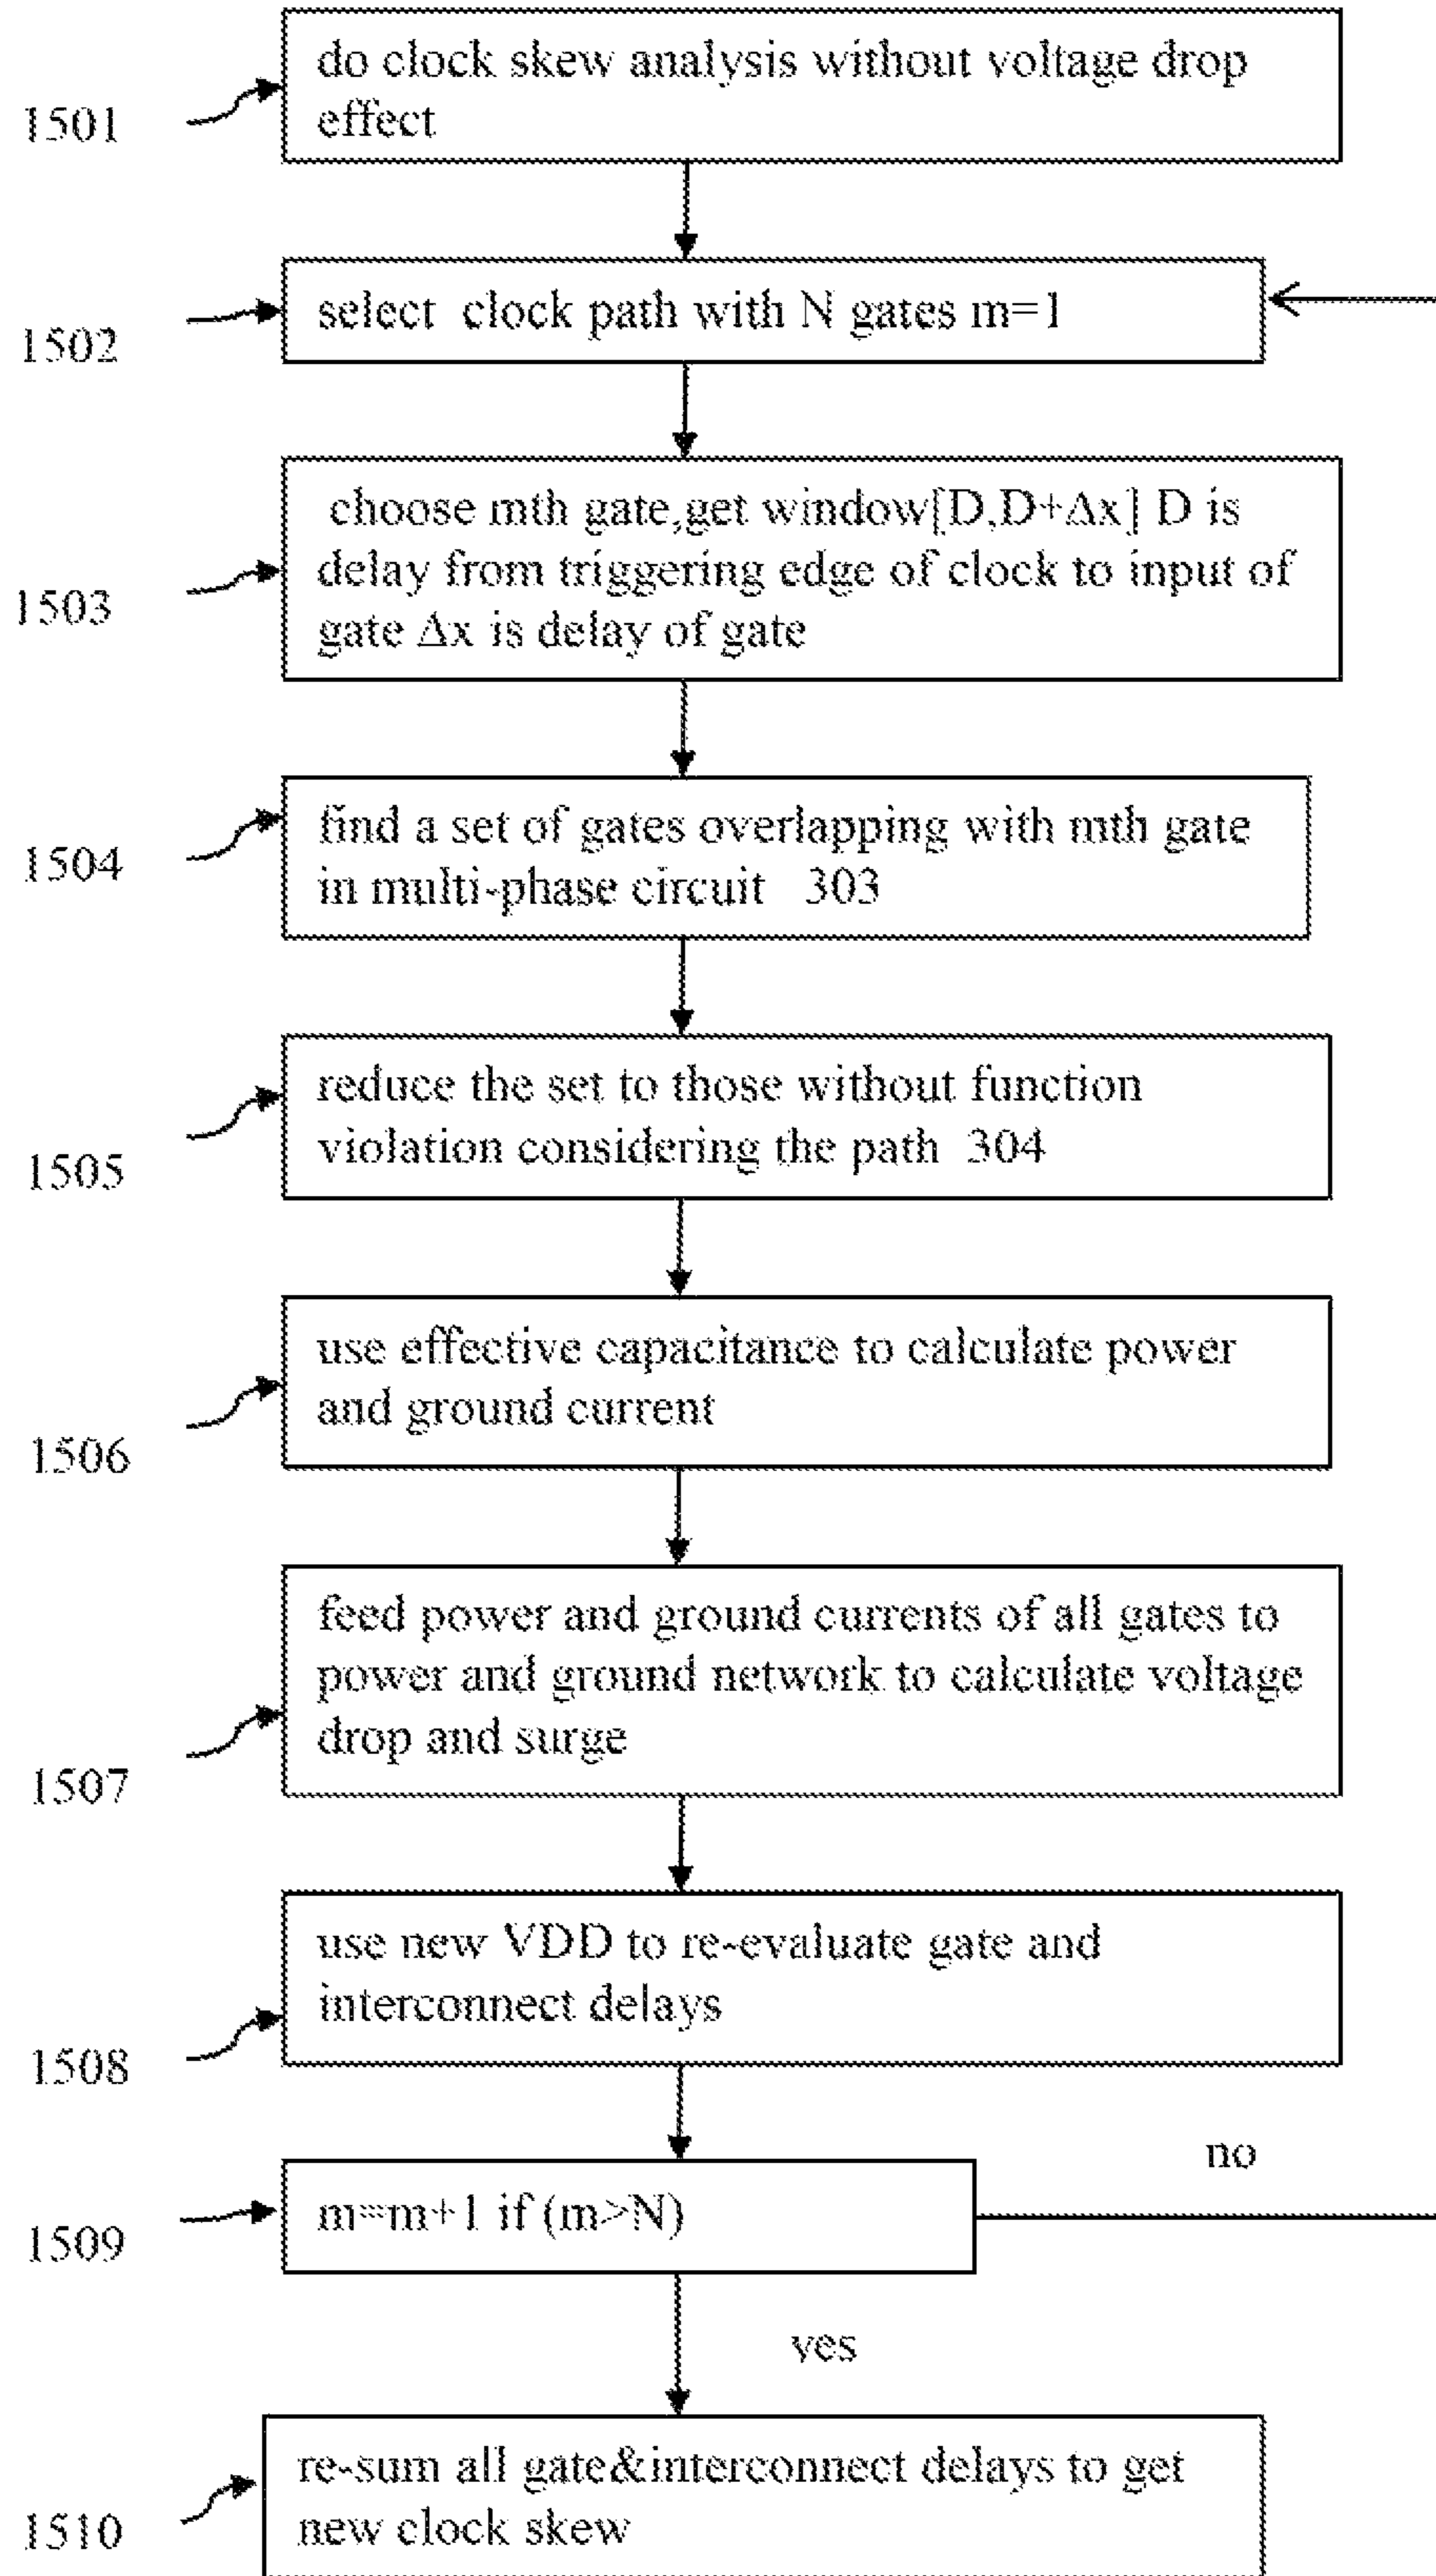 do clock skew analysis without voltage drop
effect
1501
select clock path with N gates m=1
1502
choose mth gate,get window[D,D+Δx] D is
delay from triggering edge of clock to input of
gate Δx is delay of gate
1503
find a set of gates overlapping with mth gate
in multi-phase circuit 303
1504
reduce the set to those without function
violation considering the path 304
1505
use effective capacitance to calculate power
and ground current
1506
feed power and ground currents of all gates to
power and ground network to calculate voltage
drop and surge
1507
use new VDD to re-evaluate gate and
interconnect delays
1508
no
m=m+1 if (m>N)
1509
yes
re-sum all gate&interconnect delays to get
new clock skew
1510